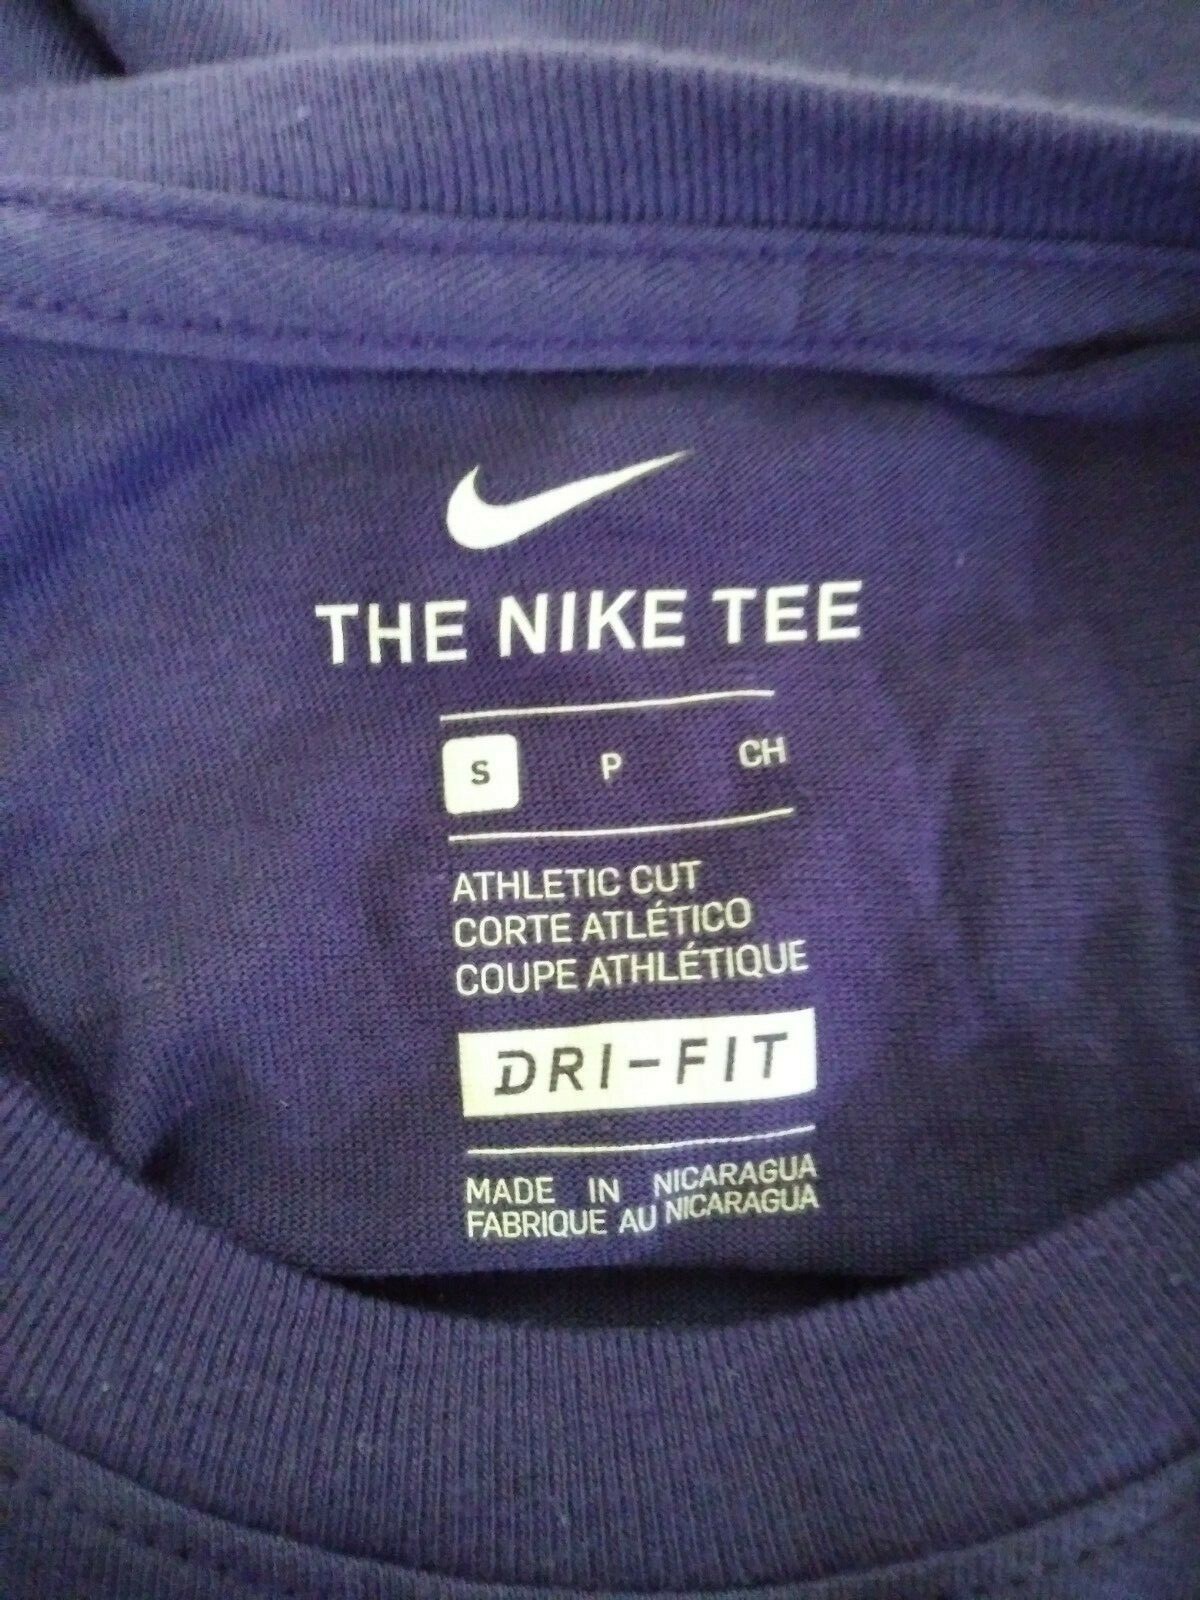 THE NIKE TEE
S P CH
ATHLETIC CUT
CORTE ATLÉTICO
COUPE ATHLÉTIQUE
DRI-FIT
MADE IN NICARAGUA
FABRIQUE AU NICARAGUA